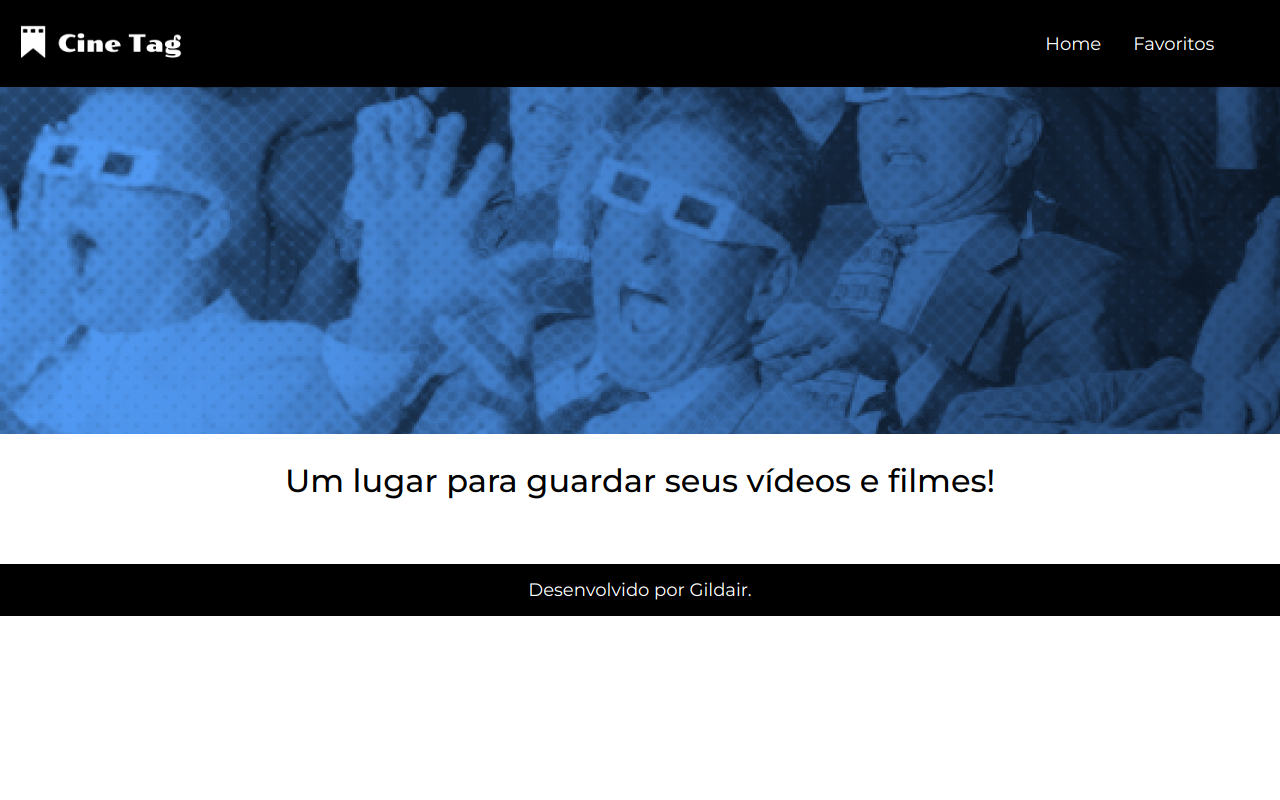 Cine Tag
Home
Favoritos
Um lugar para guardar seus vídeos e filmes!
Desenvolvido por Gildair.